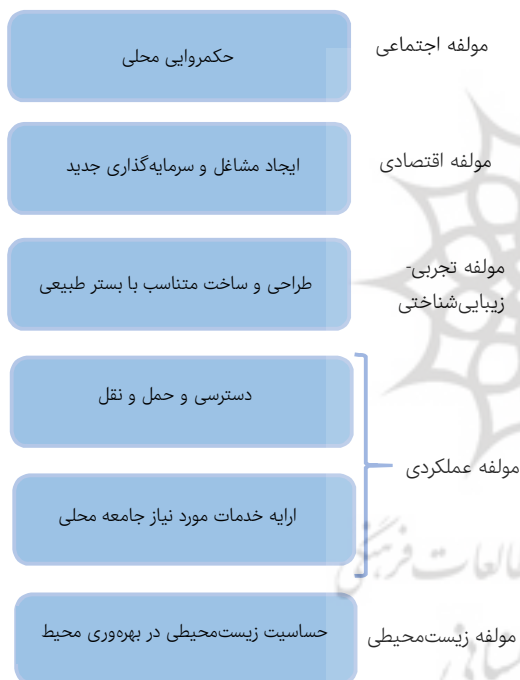 مولفه اجتماعی
حکمروایی محلی
مولفه اقتصادی
ایجاد مشاغل و سرمایه‌گذاری جدید
مولفه تجربی-
زیبایی‌شناختی
طراحی و ساخت متناسب با بستر طبیعی
مولفه عملکردی
دسترسی و حمل و نقل
ارایه خدمات مورد نیاز جامعه محلی
مولفه زیست‌محیطی
حساسیت زیست‌محیطی در بهره‌وری محیط